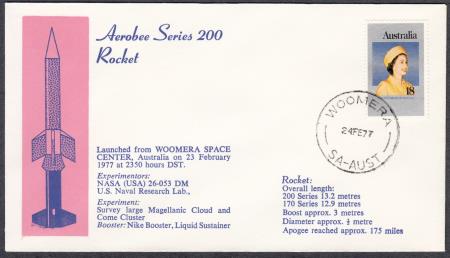 Aerobee Series 200
Rocket
Australia
18
WOOMERA
24FE77
SA-AUST
Launched from WOOMERA SPACE
CENTER, Australia on 23 February
1977 at 2350 hours DST.
Experimentors:
NASA (USA) 26-053 DM
U.S. Naval Research Lab.,
Experiment:
Survey large Magellanic Cloud and
Come Cluster
Booster: Nike Booster, Liquid Sustainer
Rocket:
Overall length:
200 Series 13.2 metres
170 Series 12.9 metres
Boost approx. 3 metres
Diameter approx. ½ metre
Apogee reached approx. 175 miles